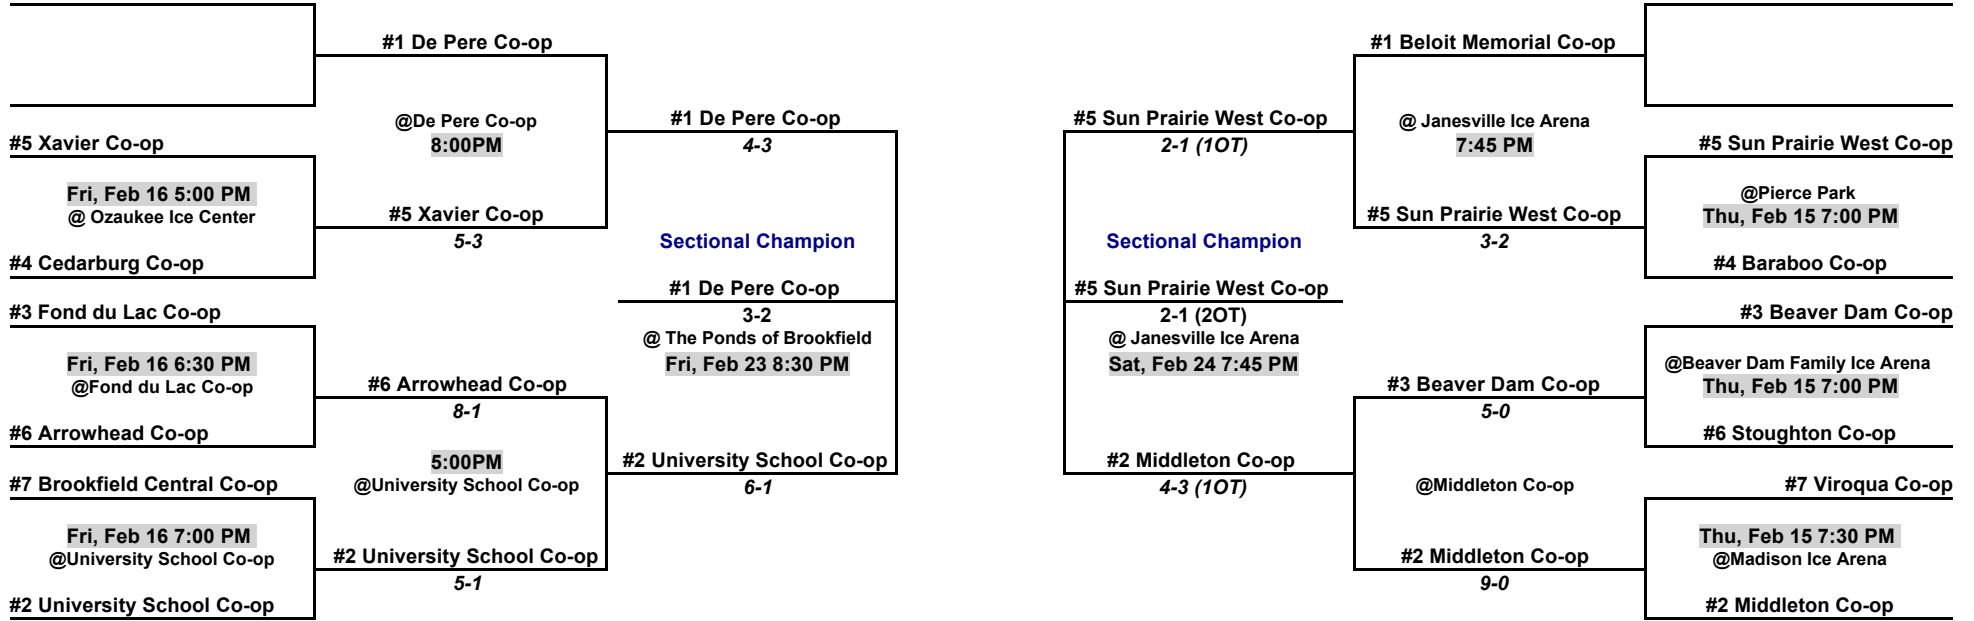 #1 De Pere Co-op
@De Pere Co-op
8:00PM
#5 Xavier Co-op
Fri, Feb 16 5:00 PM
@ Ozaukee Ice Center
#4 Cedarburg Co-op
#5 Xavier Co-op
5-3
#1 De Pere Co-op
4-3
Sectional Champion
#1 De Pere Co-op
3-2
@ The Ponds of Brookfield
Fri, Feb 23 8:30 PM
#3 Fond du Lac Co-op
Fri, Feb 16 6:30 PM
@Fond du Lac Co-op
#6 Arrowhead Co-op
#6 Arrowhead Co-op
8-1
5:00PM
@University School Co-op
#2 University School Co-op
6-1
#7 Brookfield Central Co-op
Fri, Feb 16 7:00 PM
@University School Co-op
#2 University School Co-op
#2 University School Co-op
5-1
#1 Beloit Memorial Co-op
@ Janesville Ice Arena
7:45 PM
#5 Sun Prairie West Co-op
2-1 (1OT)
#5 Sun Prairie West Co-op
@Pierce Park
Thu, Feb 15 7:00 PM
#4 Baraboo Co-op
#5 Sun Prairie West Co-op
3-2
Sectional Champion
#5 Sun Prairie West Co-op
2-1 (2OT)
@ Janesville Ice Arena
Sat, Feb 24 7:45 PM
#3 Beaver Dam Co-op
@Beaver Dam Family Ice Arena
Thu, Feb 15 7:00 PM
#6 Stoughton Co-op
#3 Beaver Dam Co-op
5-0
#2 Middleton Co-op
4-3 (1OT)
@Middleton Co-op
#7 Viroqua Co-op
Thu, Feb 15 7:30 PM
@Madison Ice Arena
#2 Middleton Co-op
#2 Middleton Co-op
9-0